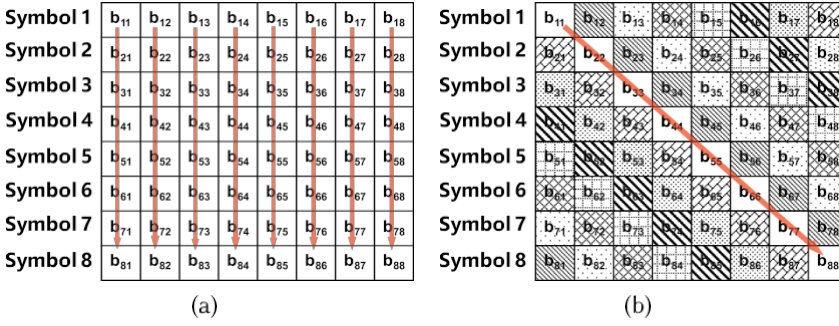 Symbol 1 b11 b12 b13 b14 b15 b16 b17 b18
Symbol 2 b21 b22 b23 b24 b25 b26 b27 b28
Symbol 3 b31 b32 b33 b34 b35 b36 b37 b38
Symbol 4 b41 b42 b43 b44 b45 b46 b47 b48
Symbol 5 b51 b52 b53 b54 b55 b56 b57 b58
Symbol 6 b61 b62 b63 b64 b65 b66 b67 b68
Symbol 7 b71 b72 b73 b74 b75 b76 b77 b78
Symbol 8 b81 b82 b83 b84 b85 b86 b87 b88
(a)
Symbol 1 b11 b12 b13 b14 b15 b16 b17 b18
Symbol 2 b21 b22 b23 b24 b25 b26 b27 b28
Symbol 3 b31 b32 b33 b34 b35 b36 b37 b38
Symbol 4 b41 b42 b43 b44 b45 b46 b47 b48
Symbol 5 b51 b52 b53 b54 b55 b56 b57 b58
Symbol 6 b61 b62 b63 b64 b65 b66 b67 b68
Symbol 7 b71 b72 b73 b74 b75 b76 b77 b78
Symbol 8 b81 b82 b83 b84 b85 b86 b87 b88
(b)